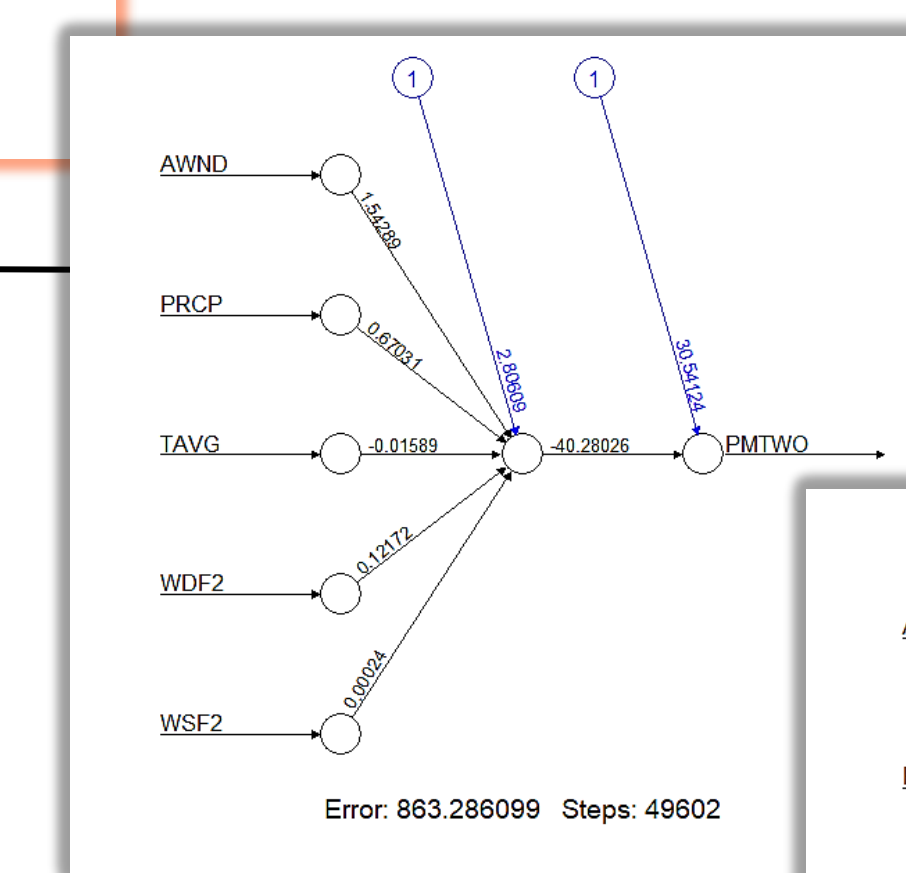 1 1
AWND
1.54289
PRCP
0.67031
2.80609
30.54124
TAVG -0.01589 -40.28026 PMTWO
0.12172
WDF2
0.00024
WSF2
Error: 863.286099 Steps: 49602